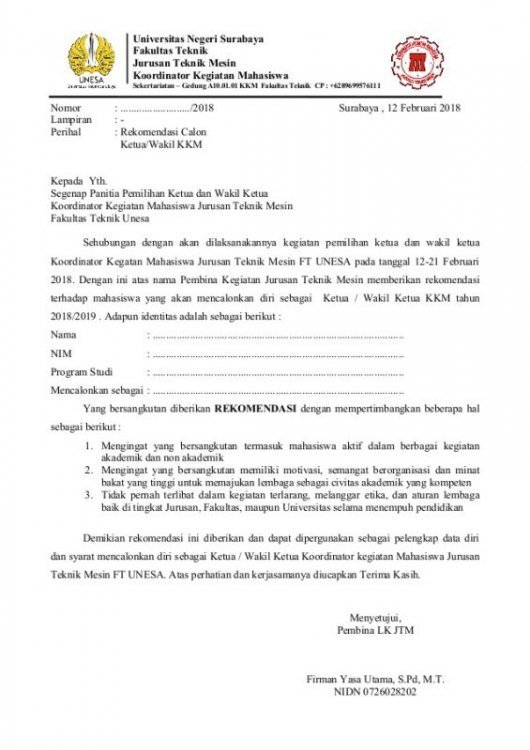 Universitas Negeri Surabaya
Fakultas Teknik
Jurusan Teknik Mesin
Koordinator Kegiatan Mahasiswa
Sekertariatan – Gedung A10.01.01 KKM Fakultas Teknik CP : +6289699576111
UNESA
Nomor : ........................../2018 Surabaya , 12 Februari 2018
Lampiran : -
Perihal : Rekomendasi Calon
Ketua/Wakil KKM
Kepada Yth.
Segenap Panitia Pemilihan Ketua dan Wakil Ketua
Koordinator Kegiatan Mahasiswa Jurusan Teknik Mesin
Fakultas Teknik Unesa
Sehubungan dengan akan dilaksanakannya kegiatan pemilihan ketua dan wakil ketua
Koordinator Kegatan Mahasiswa Jurusan Teknik Mesin FT UNESA pada tanggal 12-21 Februari
2018. Dengan ini atas nama Pembina Kegiatan Jurusan Teknik Mesin memberikan rekomendasi
terhadap mahasiswa yang akan mencalonkan diri sebagai Ketua / Wakil Ketua KKM tahun
2018/2019 . Adapun identitas adalah sebagai berikut :
Nama : ................................................................................................
NIM : ................................................................................................
Program Studi : ................................................................................................
Mencalonkan sebagai : ................................................................................................
Yang bersangkutan diberikan REKOMENDASI dengan mempertimbangkan beberapa hal
sebagai berikut :
1. Mengingat yang bersangkutan termasuk mahasiswa aktif dalam berbagai kegiatan
akademik dan non akademik
2. Mengingat yang bersangkutan memiliki motivasi, semangat berorganisasi dan minat
bakat yang tinggi untuk memajukan lembaga sebagai civitas akademik yang kompeten
3. Tidak pernah terlibat dalam kegiatan terlarang, melanggar etika, dan aturan lembaga
baik di tingkat Jurusan, Fakultas, maupun Universitas selama menempuh pendidikan
Demikian rekomendasi ini diberikan dan dapat dipergunakan sebagai pelengkap data diri
dan syarat mencalonkan diri sebagai Ketua / Wakil Ketua Koordinator kegiatan Mahasiswa Jurusan
Teknik Mesin FT UNESA. Atas perhatian dan kerjasamanya diucapkan Terima Kasih.
Menyetujui,
Pembina LK JTM
Firman Yasa Utama, S.Pd, M.T.
NIDN 0726028202